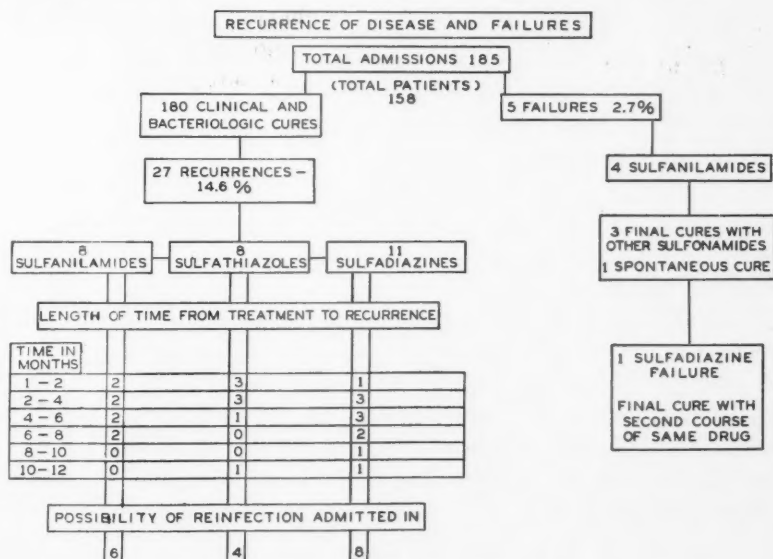 RECURRENCE OF DISEASE AND FAILURES
TOTAL ADMISSIONS 185
(TOTAL PATIENTS)
158
180 CLINICAL AND
BACTERIOLOGIC CURES
5 FAILURES 2.7%
27 RECURRENCES –
14.6 %
4 SULFANILAMIDES
3 FINAL CURES WITH
OTHER SULFONAMIDES
1 SPONTANEOUS CURE
8
SULFANILAMIDES
8
SULFATHIAZOLES
11
SULFADIAZINES
LENGTH OF TIME FROM TREATMENT TO RECURRENCE
TIME IN
MONTHS
1 – 2 2 3 1
2 – 4 2 3 3
4 – 6 2 1 3
6 – 8 2 0 2
8 – 10 0 0 1
10 – 12 0 1 1
1 SULFADIAZINE
FAILURE
FINAL CURE WITH
SECOND COURSE
OF SAME DRUG
POSSIBILITY OF REINFECTION ADMITTED IN
6 4 8